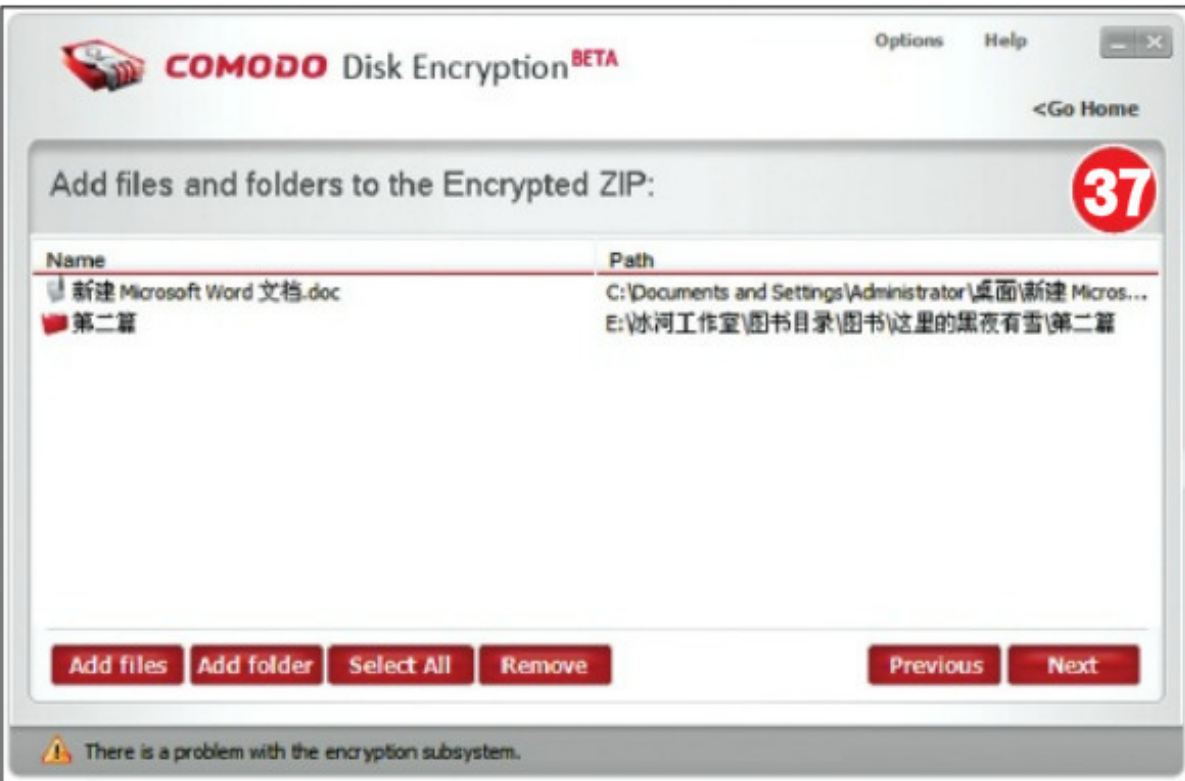 COMODO Disk Encryption BETA
Options Help
<Go Home
Add files and folders to the Encrypted ZIP:
37
Name Path
新建 Microsoft Word 文档.doc C:\Documents and Settings\Administrator\桌面\新建 Micros...
第二篇 E:\冰河工作室\图书目录\图书\这里的黑夜有雪\第二篇
Add files Add folder Select All Remove Previous Next
There is a problem with the encryption subsystem.